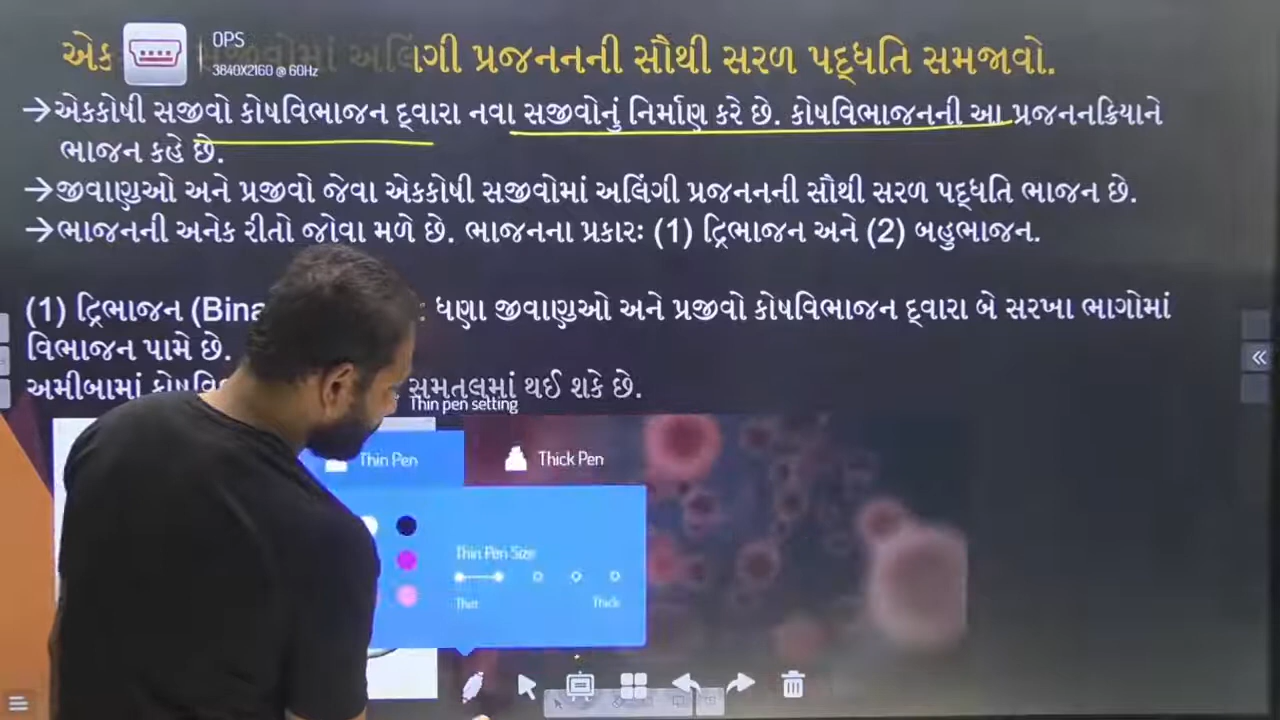 OPS
3840X2160 @ 60Hz
ગી પ્રજનનની સૌથી સરળ પદ્ધતિ સમજાવો.
→એકકોષી સજીવો કોષવિભાજન દ્વારા નવા સજીવોનું નિર્માણ કરે છે. કોષવિભાજનની આ પ્રજનનક્રિયાને
ભાજન કહે છે.
→જીવાણુઓ અને પ્રજીવો જેવા એકકોષી સજીવોમાં અલિંગી પ્રજનનની સૌથી સરળ પદ્ધતિ ભાજન છે.
→ભાજનની અનેક રીતો જોવા મળે છે. ભાજનના પ્રકારઃ (1) દ્વિભાજન અને (2) બહુભાજન.
(1) દ્વિભાજન (Bina : ઘણા જીવાણુઓ અને પ્રજીવો કોષવિભાજન દ્વારા બે સરખા ભાગોમાં
વિભાજન પામે છે.
અમીબામાં સમતલમાં થઈ શકે છે.
Thin pen setting
Thin Pen
Thick Pen
Thin Pen Size
Thin
Thick